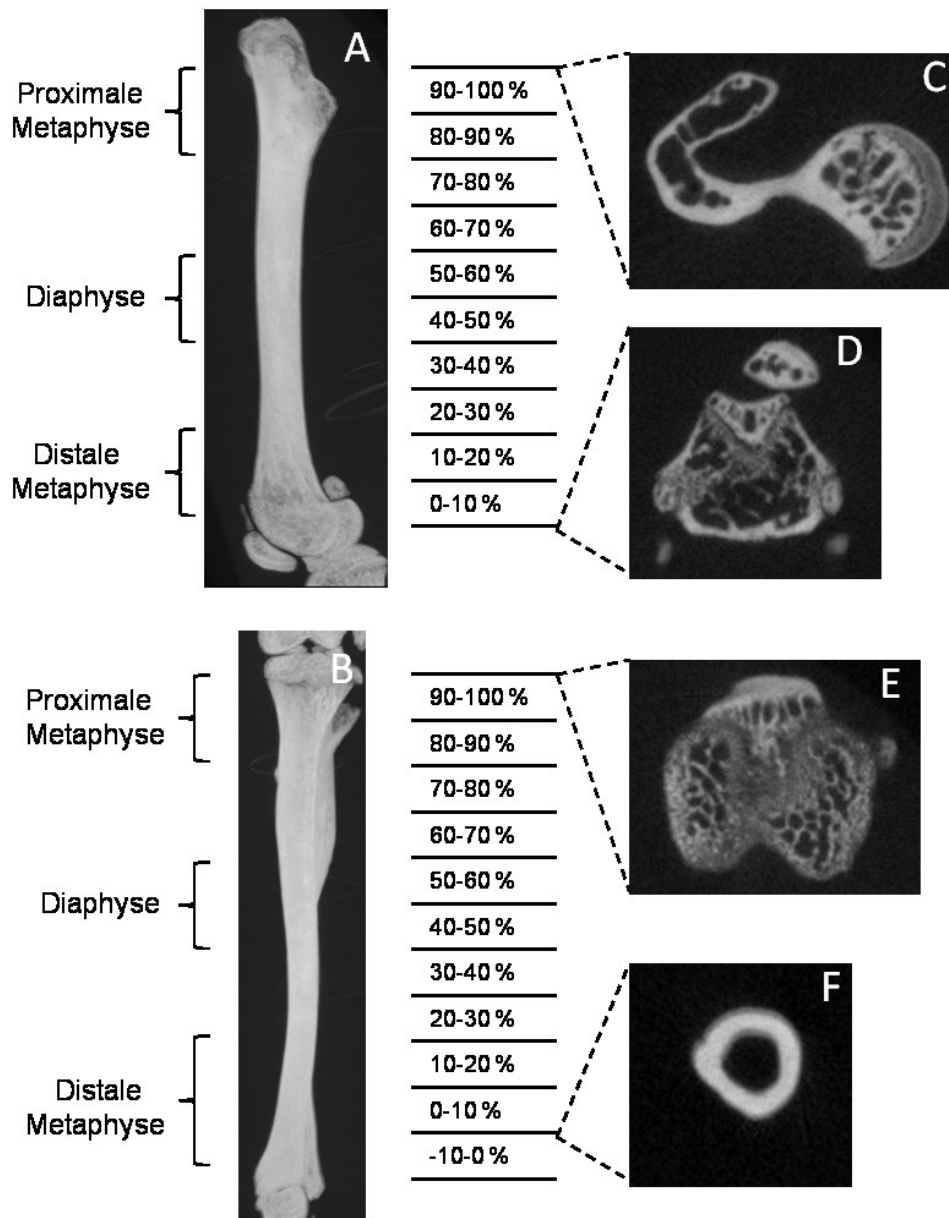 A
Proximale
Metaphyse
Diaphyse
Distale
Metaphyse
90-100 %
80-90 %
70-80 %
60-70 %
50-60 %
40-50 %
30-40 %
20-30 %
10-20 %
0-10 %
C
D
B
Proximale
Metaphyse
Diaphyse
Distale
Metaphyse
90-100 %
80-90 %
70-80 %
60-70 %
50-60 %
40-50 %
30-40 %
20-30 %
10-20 %
0-10 %
-10-0 %
E
F